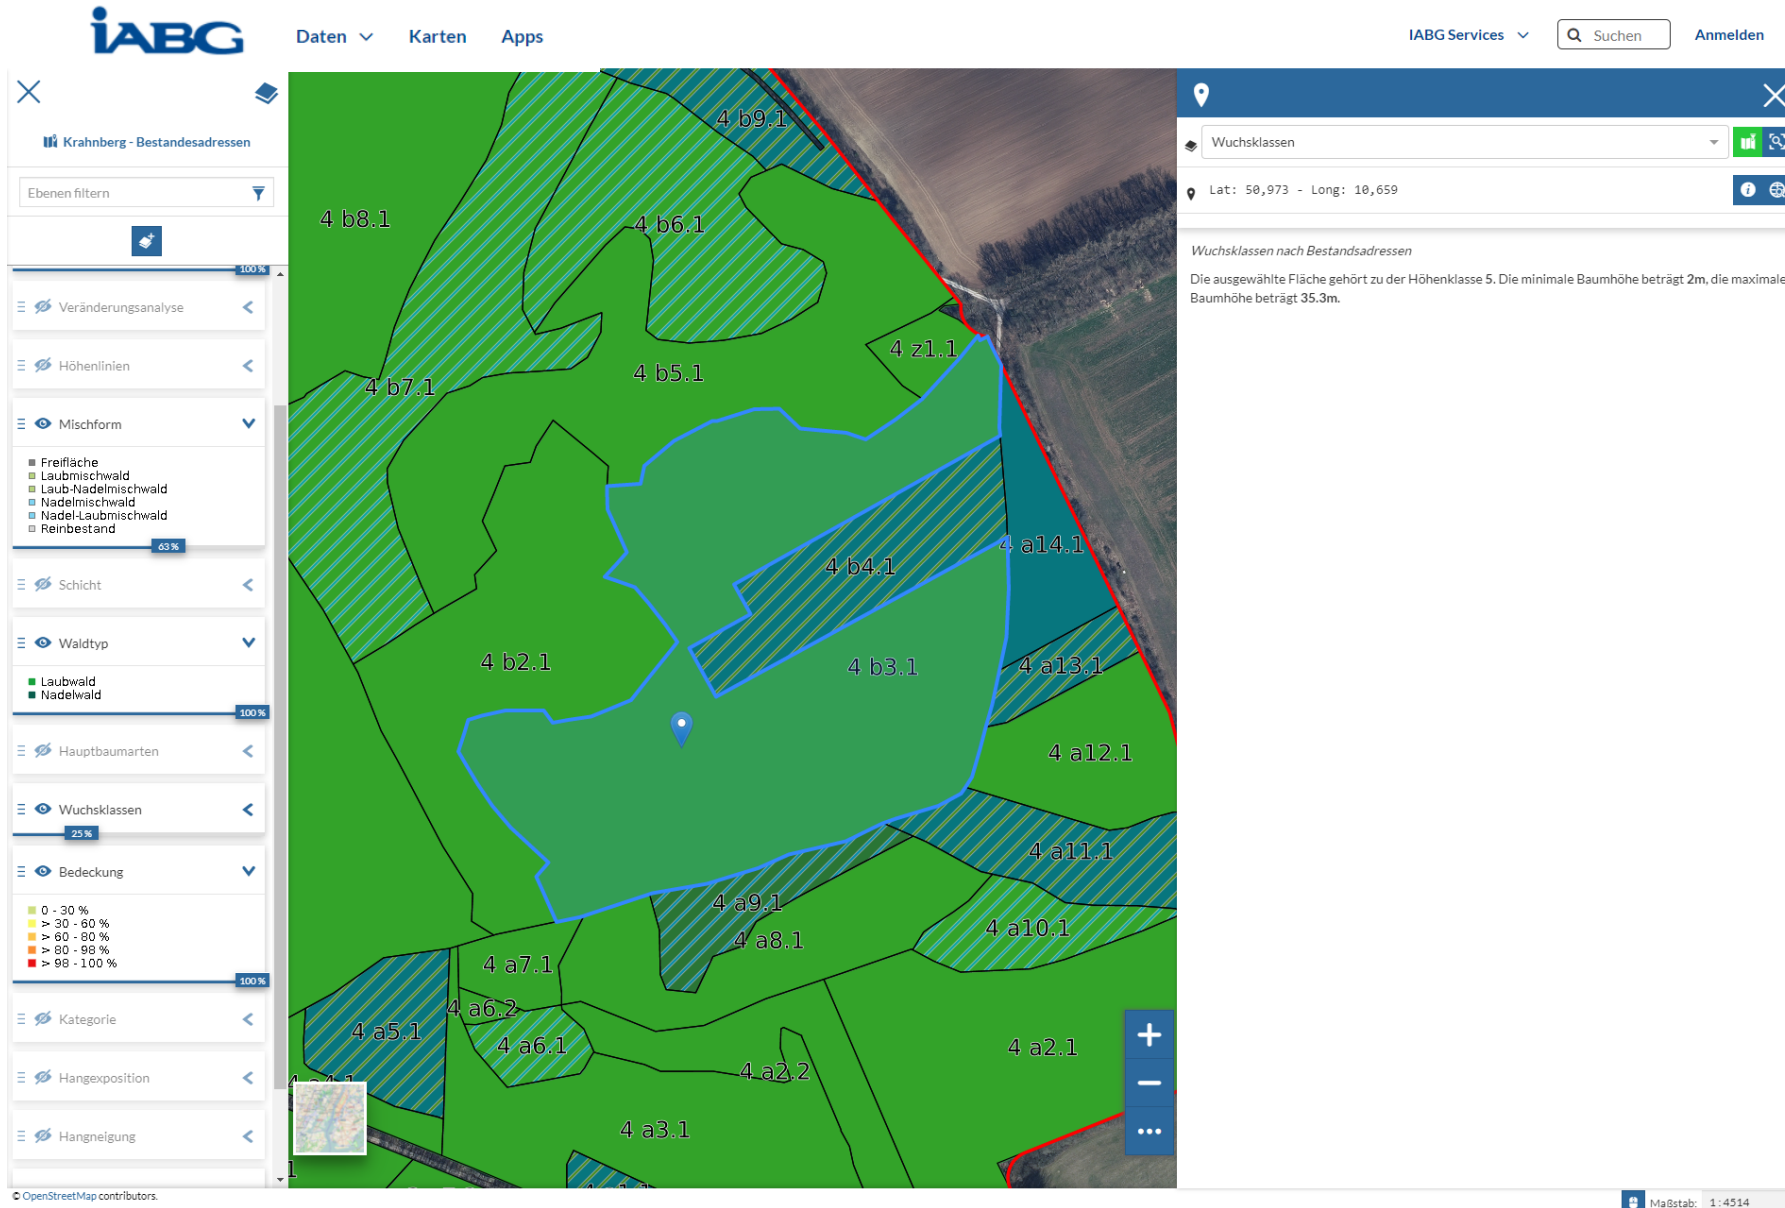 iABG
Daten
Karten
Apps
IABG Services
Suchen
Anmelden
Krahnberg - Bestandesadressen
Ebenen filtern
100 %
Veränderungsanalyse
Höhenlinien
Mischform
Freifläche
Laubmischwald
Laub-Nadelmischwald
Nadelmischwald
Nadel-Laubmischwald
Reinbestand
63 %
Schicht
Waldtyp
Laubwald
Nadelwald
100 %
Hauptbaumarten
Wuchsklassen
25 %
Bedeckung
0 - 30 %
> 30 - 60 %
> 60 - 80 %
> 80 - 98 %
> 98 - 100 %
100 %
Kategorie
Hangexposition
Hangneigung
© OpenStreetMap contributors.
4 b9.1
4 b8.1
4 b6.1
4 z1.1
4 b5.1
4 b7.1
4 a14.1
4 b4.1
4 b2.1
4 b3.1
4 a13.1
4 a12.1
4 a11.1
4 a9.1
4 a10.1
4 a8.1
4 a7.1
4 a6.2
4 a5.1
4 a6.1
4 a2.1
4 a2.2
4 a4.1
4 a3.1
Wuchsklassen
Lat: 50,973 - Long: 10,659
Wuchsklassen nach Bestandsadressen
Die ausgewählte Fläche gehört zu der Höhenklasse 5. Die minimale Baumhöhe beträgt 2m, die maximale
Baumhöhe beträgt 35.3m.
Maßstab: 1:4514